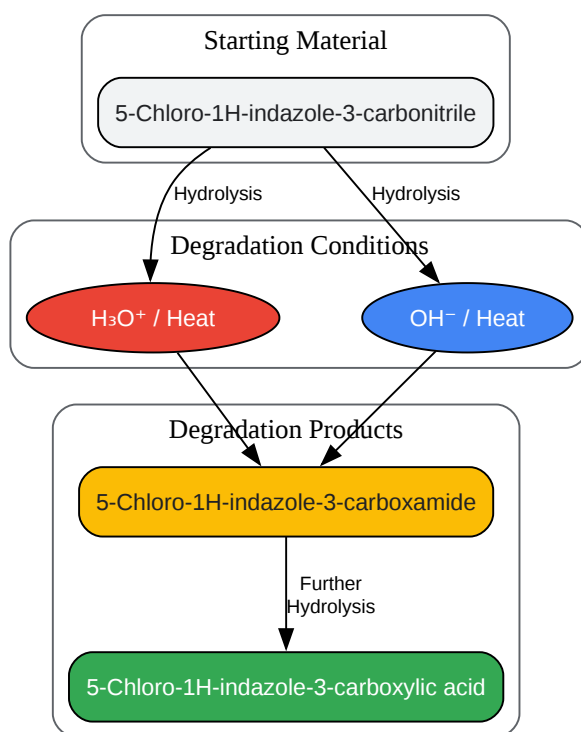 Starting Material
5-Chloro-1H-indazole-3-carbonitrile
Hydrolysis
Hydrolysis
Degradation Conditions
H₃O⁺ / Heat
OH⁻ / Heat
Degradation Products
5-Chloro-1H-indazole-3-carboxamide
Further
Hydrolysis
5-Chloro-1H-indazole-3-carboxylic acid